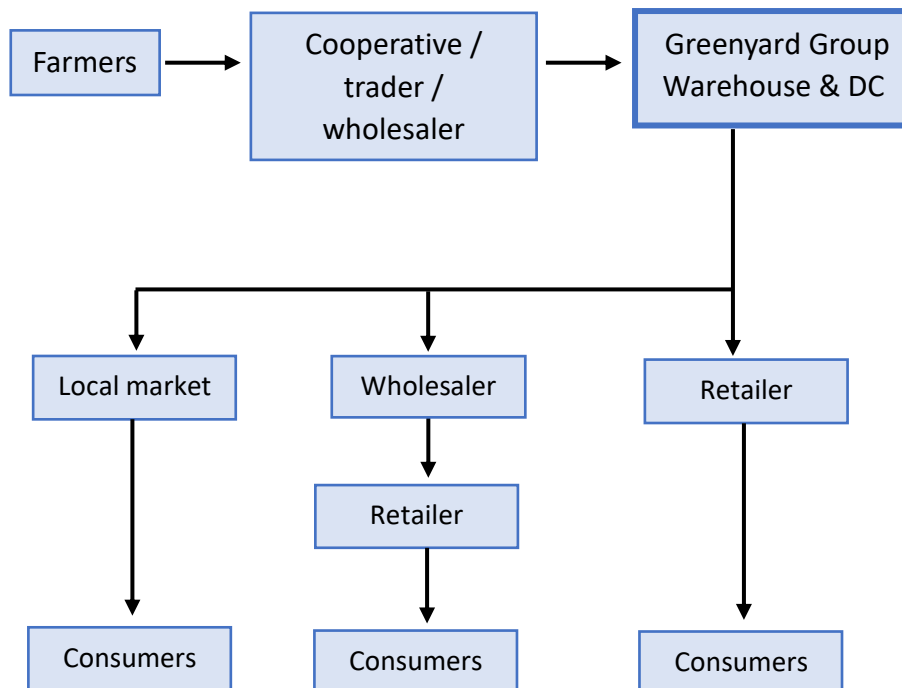 Farmers
Cooperative /
trader /
wholesaler
Greenyard Group
Warehouse & DC
Local market
Wholesaler
Retailer
Retailer
Consumers
Consumers
Consumers